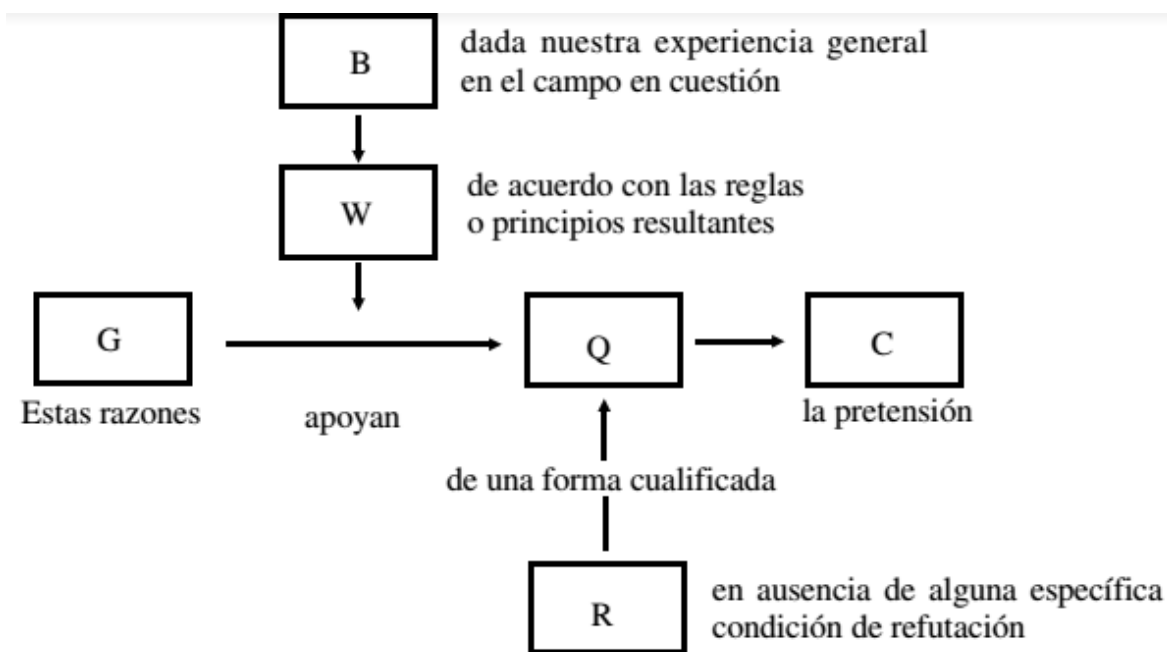 B
dada nuestra experiencia general
en el campo en cuestión
W
de acuerdo con las reglas
o principios resultantes
G
Q
C
Estas razones
apoyan
la pretensión
de una forma cualificada
R
en ausencia de alguna específica
condición de refutación